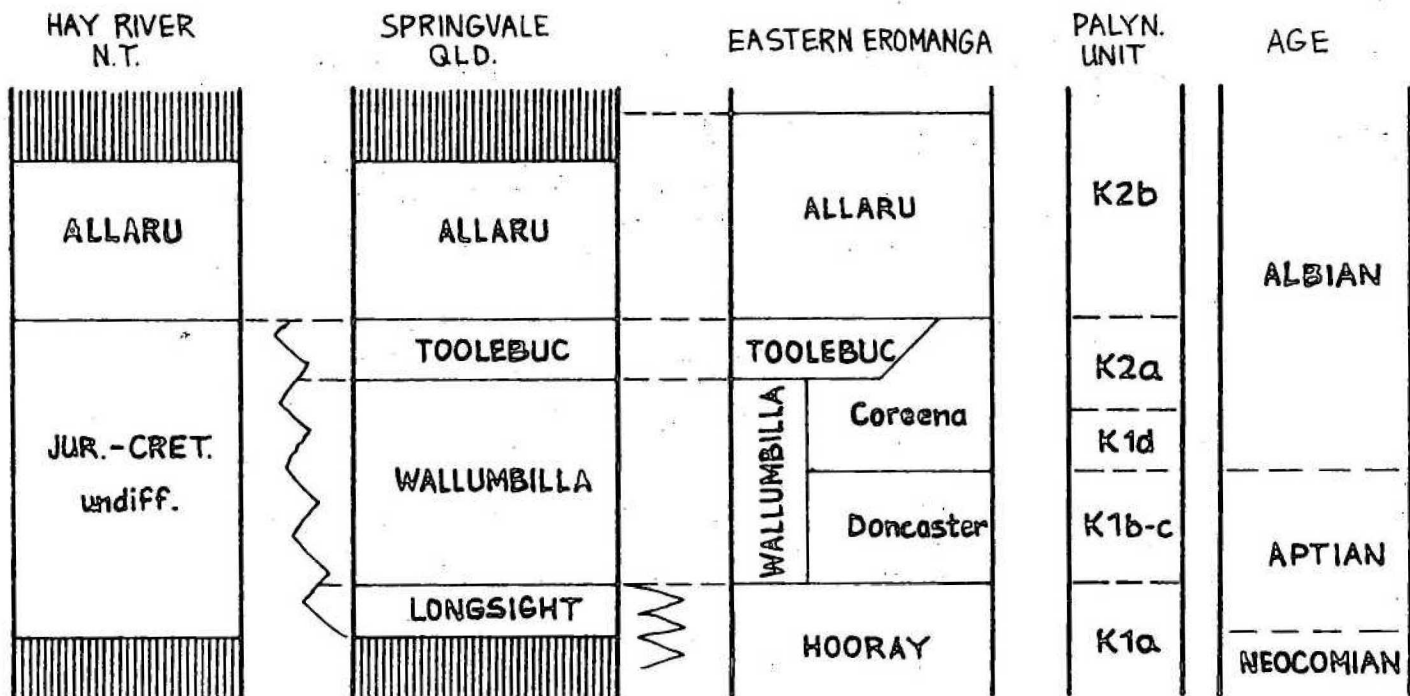 HAY RIVER
N.T.
SPRINGVALE
QLD.
EASTERN EROMANGA
PALYN.
UNIT
AGE
ALLARU
ALLARU
ALLARU
K2b
ALBIAN
TOOLEBUC
TOOLEBUC
K2a
JUR.-CRET.
undiff.
WALLUMBILLA
WALLUMBILLA
Coreena
K1d
Doncaster
K1b-c
APTIAN
LONGSIGHT
HOORAY
K1a
NEOCOMIAN